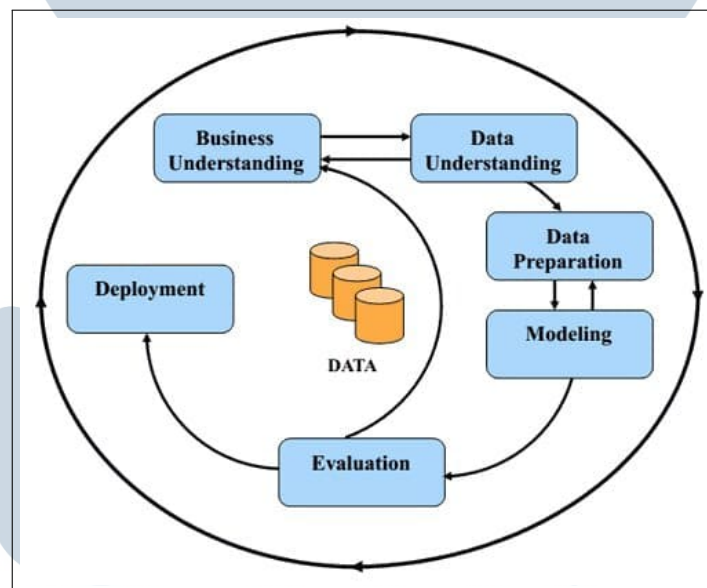 Business
Understanding
Data
Understanding
Data
Preparation
Deployment
Modeling
DATA
Evaluation